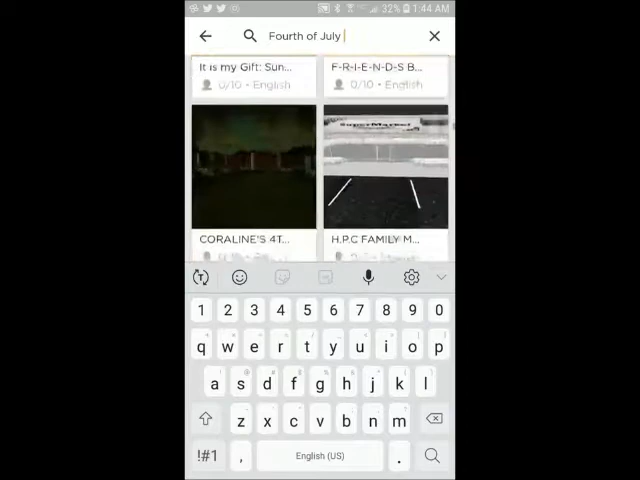 32% 1:44 AM
Fourth of July
It is my Gift: Sun... F-R-I-E-N-D-S B...
0/10 • English 0/10 • English
SuperMarket
CORALINE'S 4T... H.P.C FAMILY M...
1 2 3 4 5 6 7 8 9 0
q w e r t y u i o p
a s d f g h j k l
z x c v b n m
!#1 , English (US) .